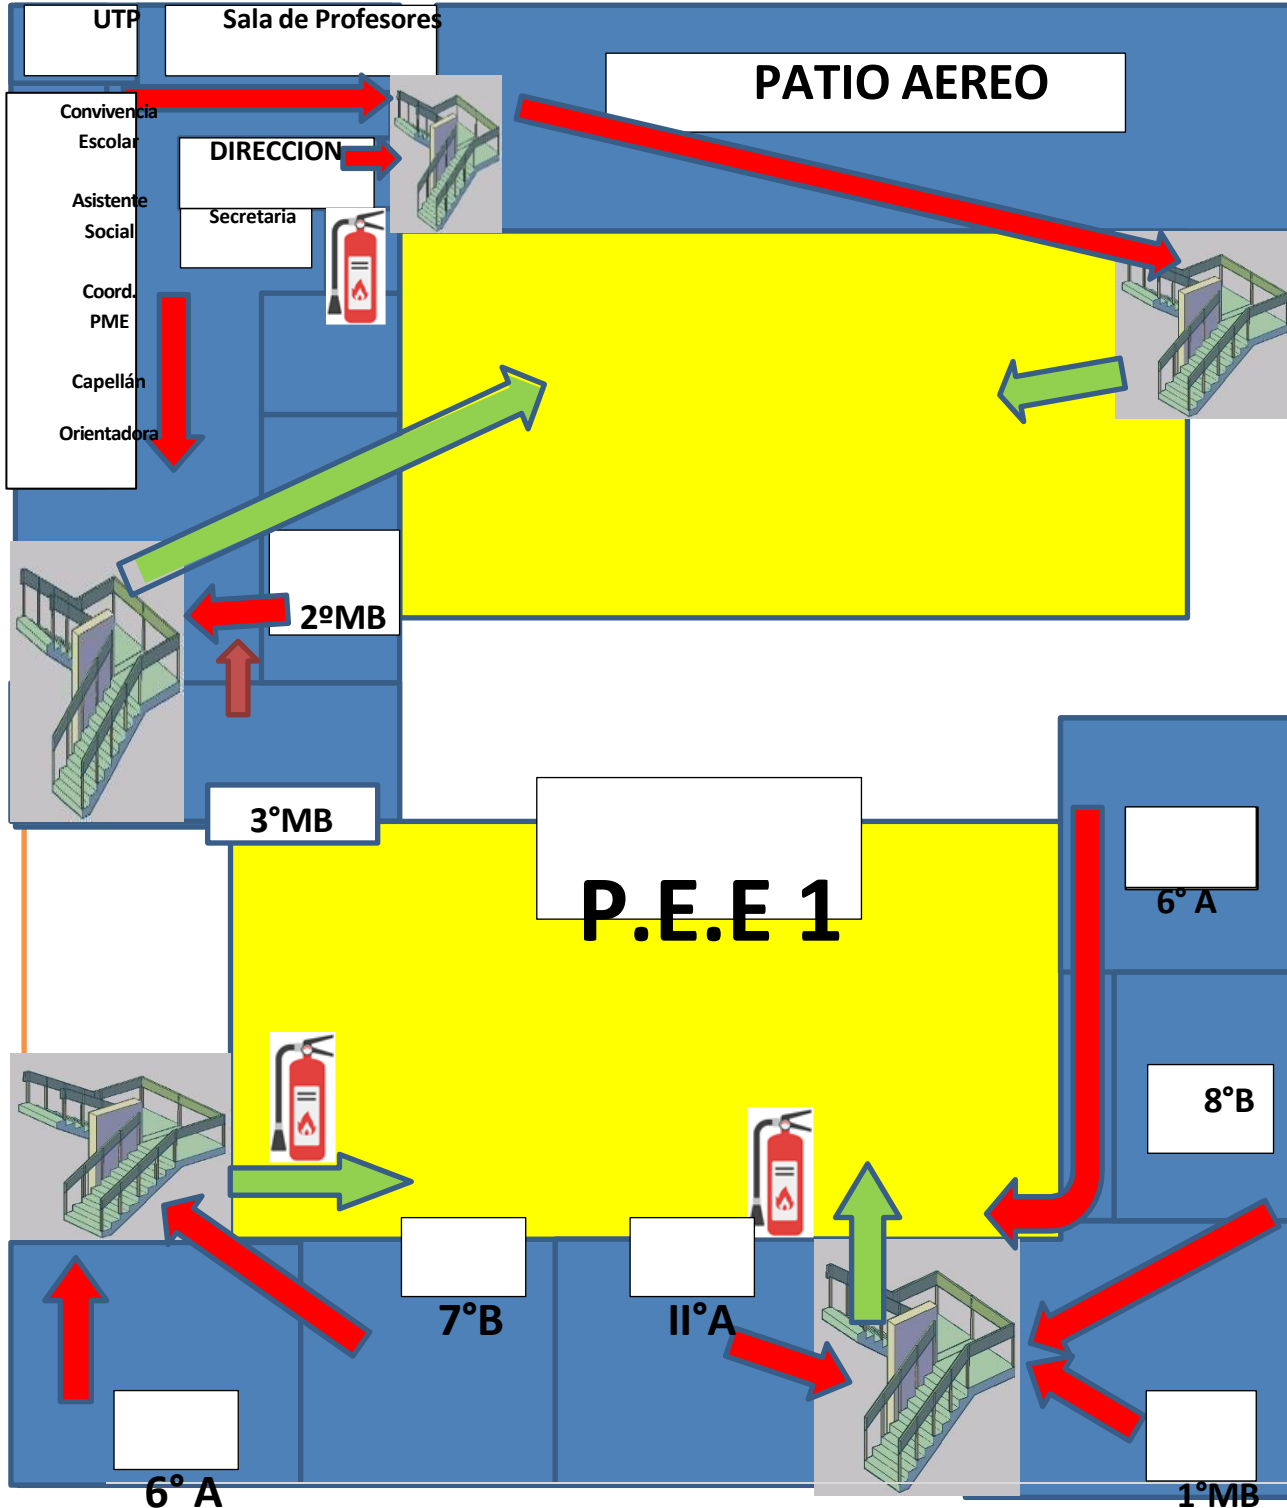 UTP
Sala de Profesores
PATIO AEREO
Convivencia
Escolar
DIRECCION
Asistente
Social
Secretaria
Coord.
PME
Capellán
Orientadora
2ºMB
3°MB
P.E.E 1
6° A
8°B
7°B
II°A
6° A
1°MB